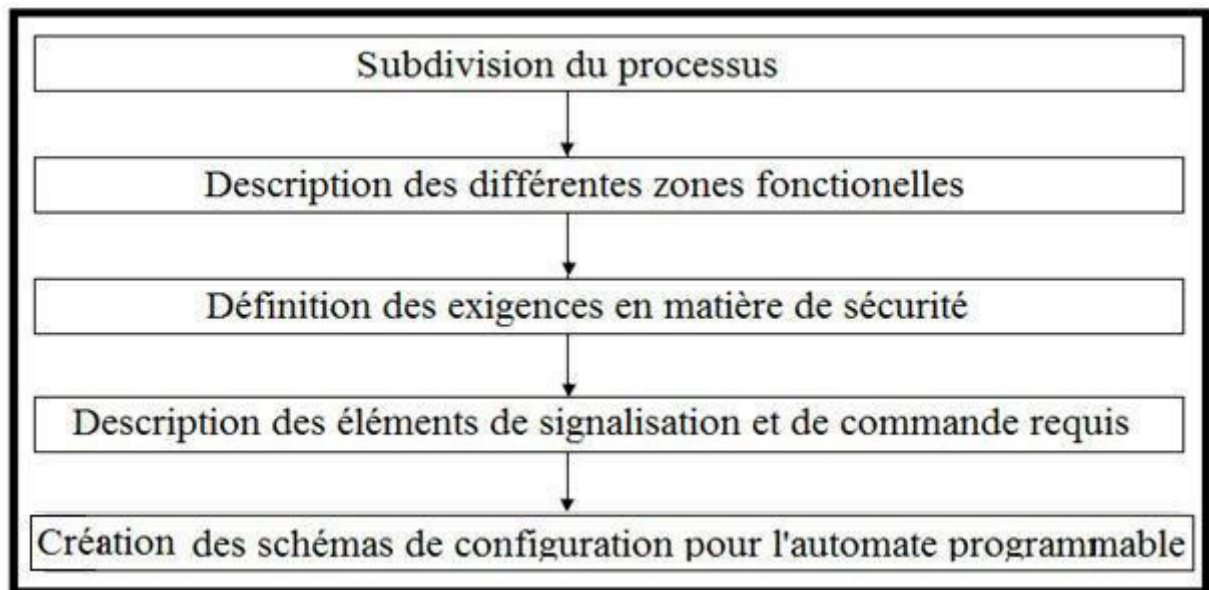 Subdivision du processus
Description des différentes zones fonctionelles
Définition des exigences en matière de sécurité
Description des éléments de signalisation et de commande requis
Création des schémas de configuration pour l'automate programmable